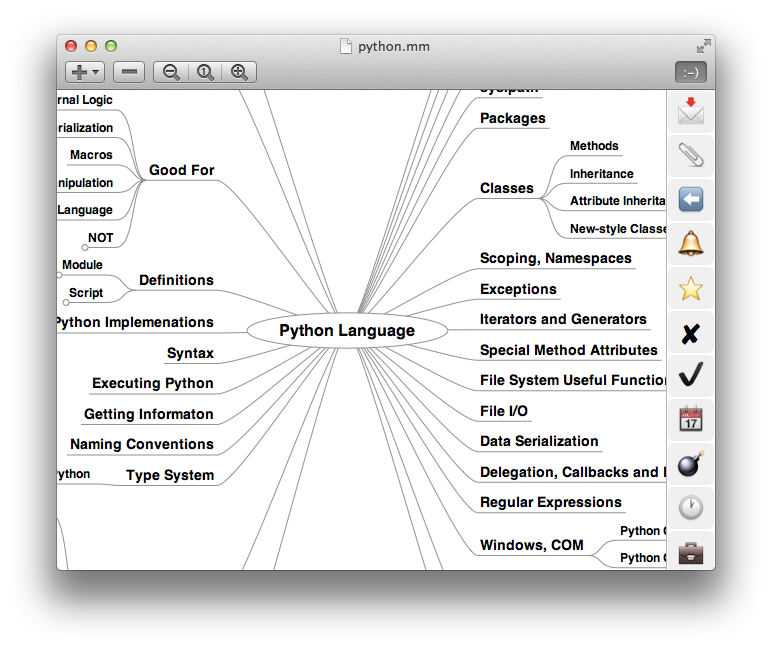 python.mm
:-)
rnal Logic
rialization
Macros
Good For
nipulation
Language
NOT
Module
Definitions
Script
Python Implemenations
Syntax
Executing Python
Getting Informaton
Naming Conventions
Python
Type System
Python Language
Packages
Classes
Methods
Inheritance
Attribute Inherita
New-style Classe
Scoping, Namespaces
Exceptions
Iterators and Generators
Special Method Attributes
File System Useful Function
File I/O
Data Serialization
Delegation, Callbacks and
Regular Expressions
Windows, COM
Python
Python
17